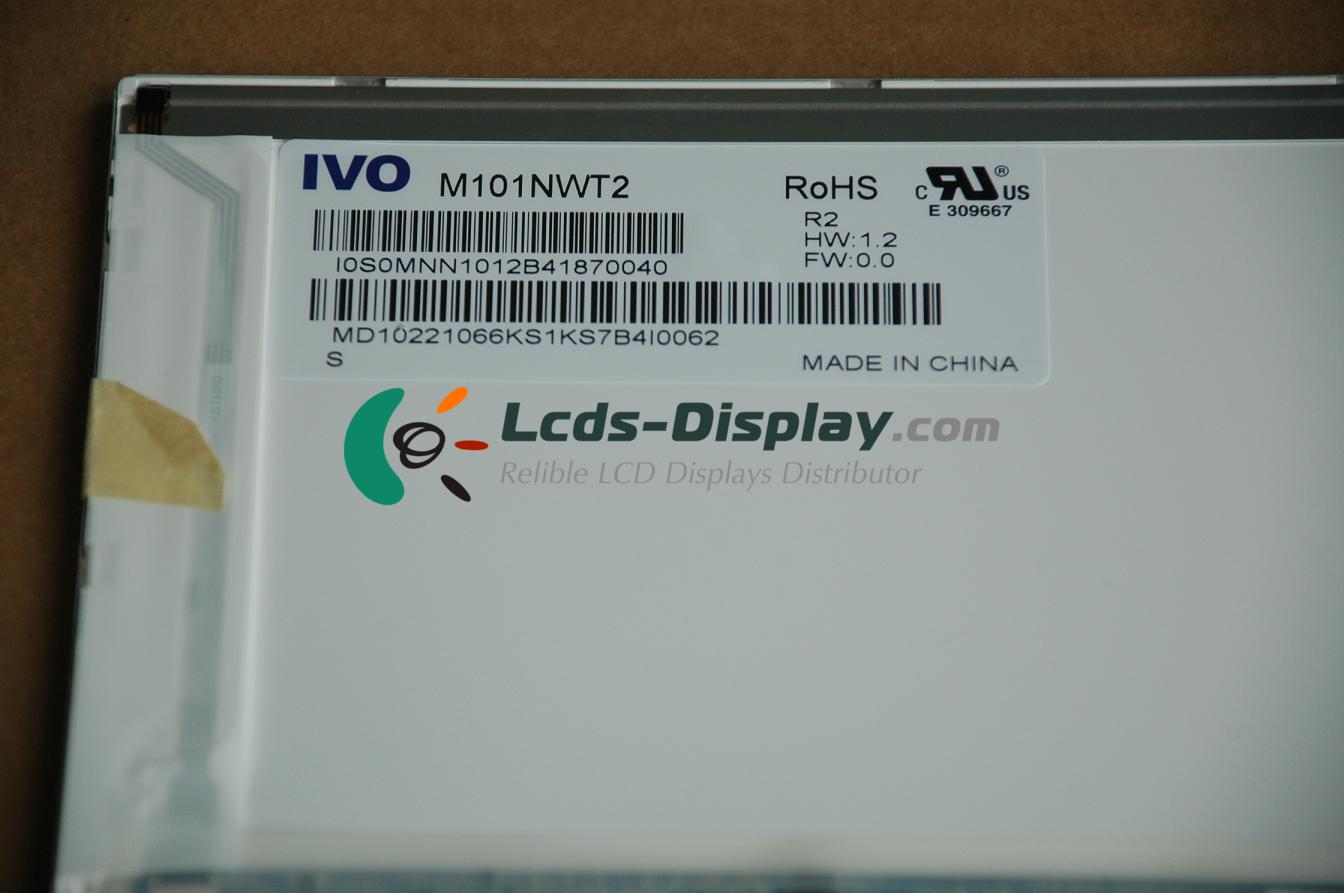 IVO M101NWT2 RoHS C RU® US
E 309667
R2
HW:1.2
FW:0.0
I0S0MNN1012B41870040
MD10221066KS1KS7B4I0062
S MADE IN CHINA
Lcds-Display.com
Relible LCD Displays Distributor